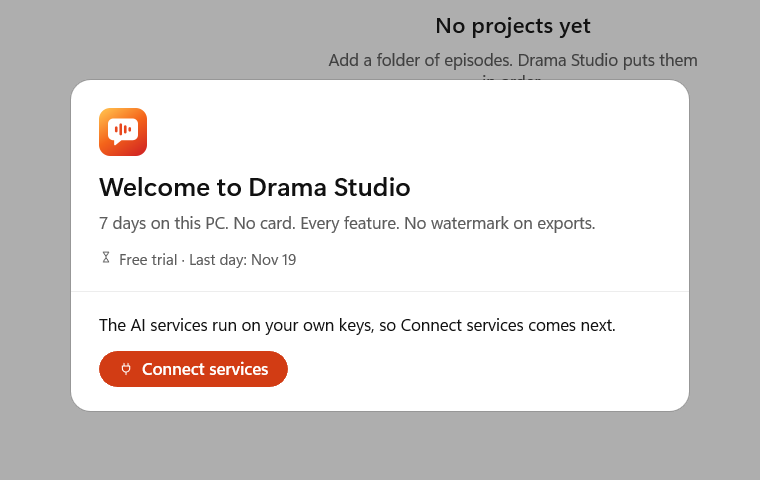 No projects yet
Add a folder of episodes. Drama Studio puts them
Welcome to Drama Studio
7 days on this PC. No card. Every feature. No watermark on exports.
Free trial · Last day: Nov 19
The AI services run on your own keys, so Connect services comes next.
Connect services